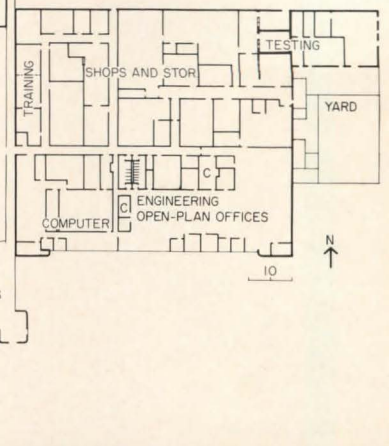 TESTING
TRAINING
SHOPS AND STOR.
YARD
C
ENGINEERING
C
OPEN-PLAN OFFICES
COMPUTER
N
10